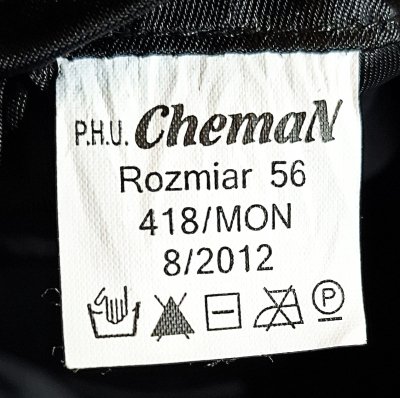 P.H.U. ChemaN
Rozmiar 56
418/MON
8/2012
P